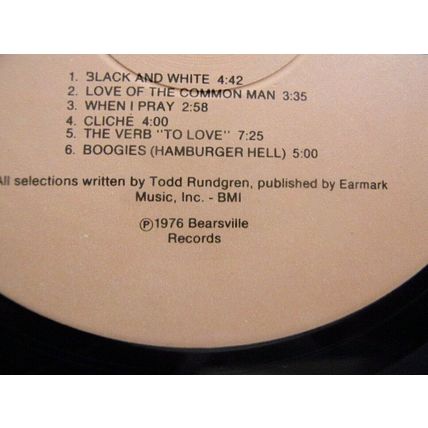 1. BLACK AND WHITE 4:42
2. LOVE OF THE COMMON MAN 3:35
3. WHEN I PRAY 2:58
4. CLICHÉ 4:00
5. THE VERB "TO LOVE" 7:25
6. BOOGIES (HAMBURGER HELL) 5:00
All selections written by Todd Rundgren, published by Earmark
Music, Inc. - BMI
Ⓟ1976 Bearsville
Records